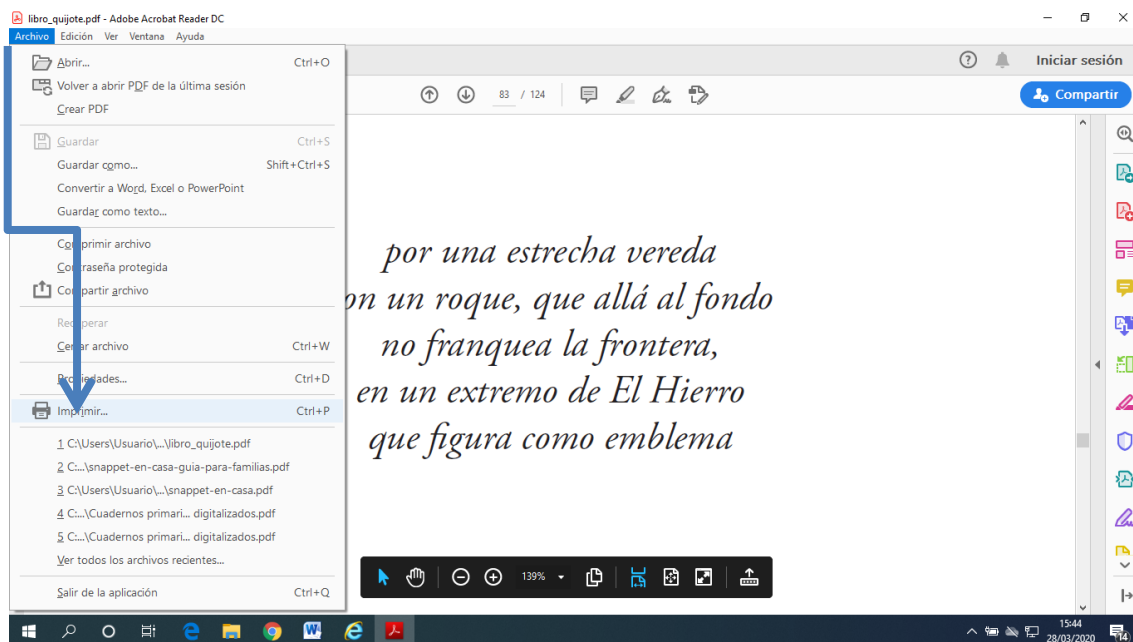 libro_quijote.pdf - Adobe Acrobat Reader DC
Archivo Edición Ver Ventana Ayuda
Abrir... Ctrl+O
Volver a abrir PDF de la última sesión
Crear PDF
Guardar Ctrl+S
Guardar como... Shift+Ctrl+S
Convertir a Word, Excel o PowerPoint
Guardar como texto...
Comprimir archivo
Contraseña protegida
Compartir archivo
Recuperar
Cerrar archivo Ctrl+W
Propiedades... Ctrl+D
Imprimir... Ctrl+P
1 C:\Users\Usuario\...\libro_quijote.pdf
2 C:...\snappet-en-casa-guia-para-familias.pdf
3 C:\Users\Usuario\...\snappet-en-casa.pdf
4 C:...\Cuadernos primari... digitalizados.pdf
5 C:...\Cuadernos primari... digitalizados.pdf
Ver todos los archivos recientes...
Salir de la aplicación Ctrl+Q
Iniciar sesión
83 / 124
Compartir
por una estrecha vereda
on un roque, que allá al fondo
no franquea la frontera,
en un extremo de El Hierro
que figura como emblema
139%
15:44
28/03/2020
14